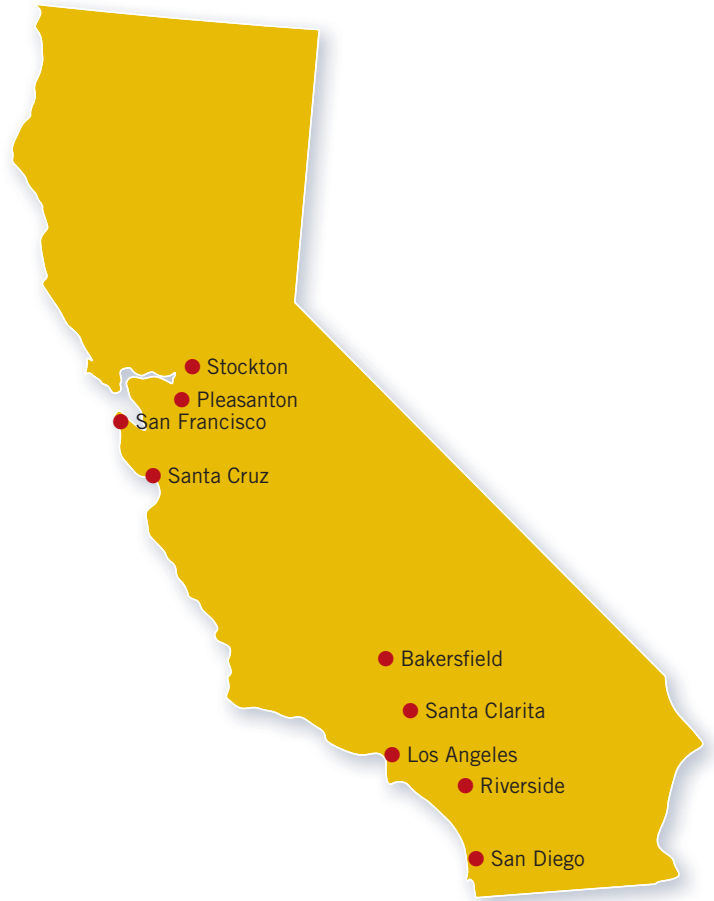 Stockton
Pleasanton
San Francisco
Santa Cruz
Bakersfield
Santa Clarita
Los Angeles
Riverside
San Diego